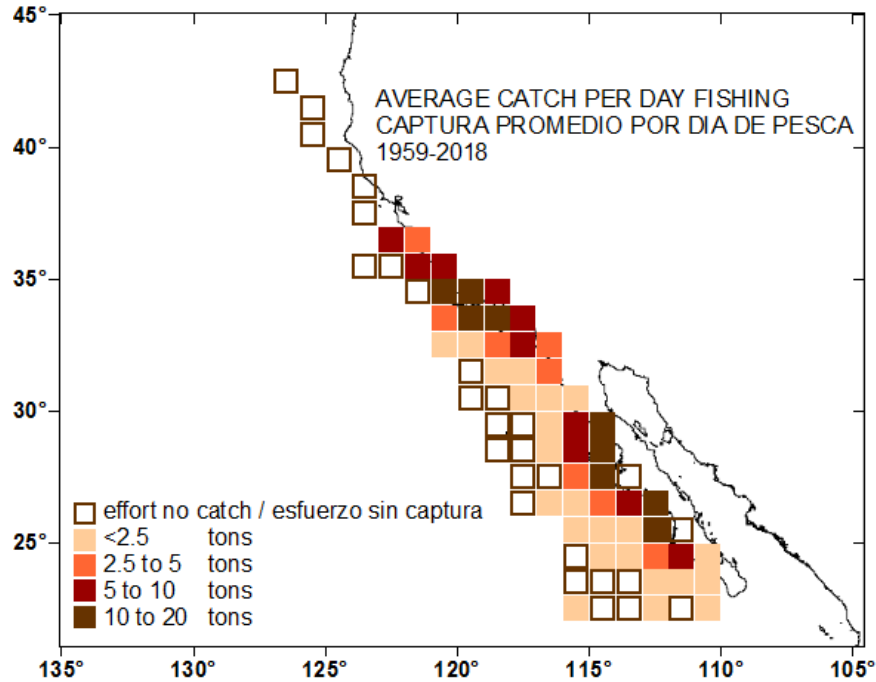 45°
AVERAGE CATCH PER DAY FISHING
CAPTURA PROMEDIO POR DIA DE PESCA
40°
1959-2018
35°
30°
effort no catch / esfuerzo sin captura
<2.5 tons
25°
2.5 to 5 tons
5 to 10 tons
10 to 20 tons
135° 130° 125° 120° 115° 110° 105°